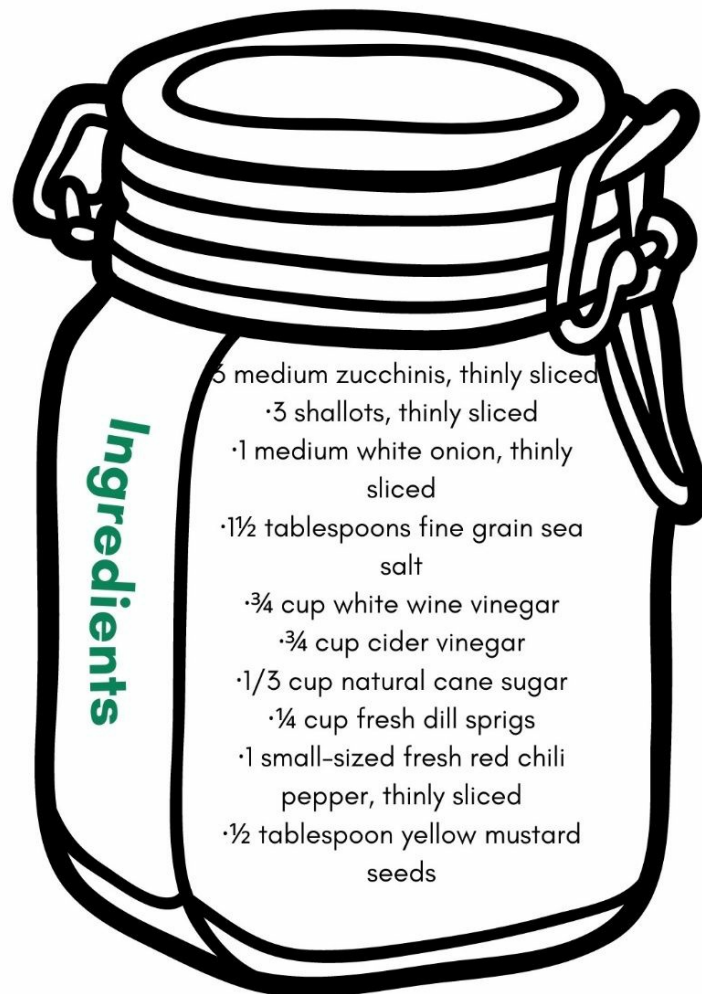 Ingredients
3 medium zucchinis, thinly sliced
·3 shallots, thinly sliced
·1 medium white onion, thinly
sliced
·1½ tablespoons fine grain sea
salt
·¾ cup white wine vinegar
·¾ cup cider vinegar
·1/3 cup natural cane sugar
·¼ cup fresh dill sprigs
·1 small-sized fresh red chili
pepper, thinly sliced
·½ tablespoon yellow mustard
seeds